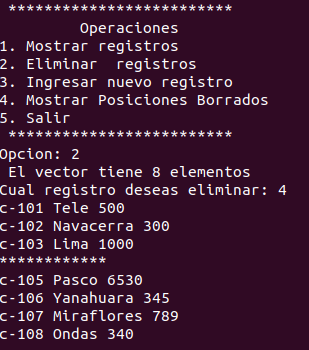 *************************
Operaciones
1. Mostrar registros
2. Eliminar  registros
3. Ingresar nuevo registro
4. Mostrar Posiciones Borrados
5. Salir
*************************
Opcion: 2
El vector tiene 8 elementos
Cual registro deseas eliminar: 4
c-101 Tele 500
c-102 Navacerra 300
c-103 Lima 1000
************
c-105 Pasco 6530
c-106 Yanahuara 345
c-107 Miraflores 789
c-108 Ondas 340